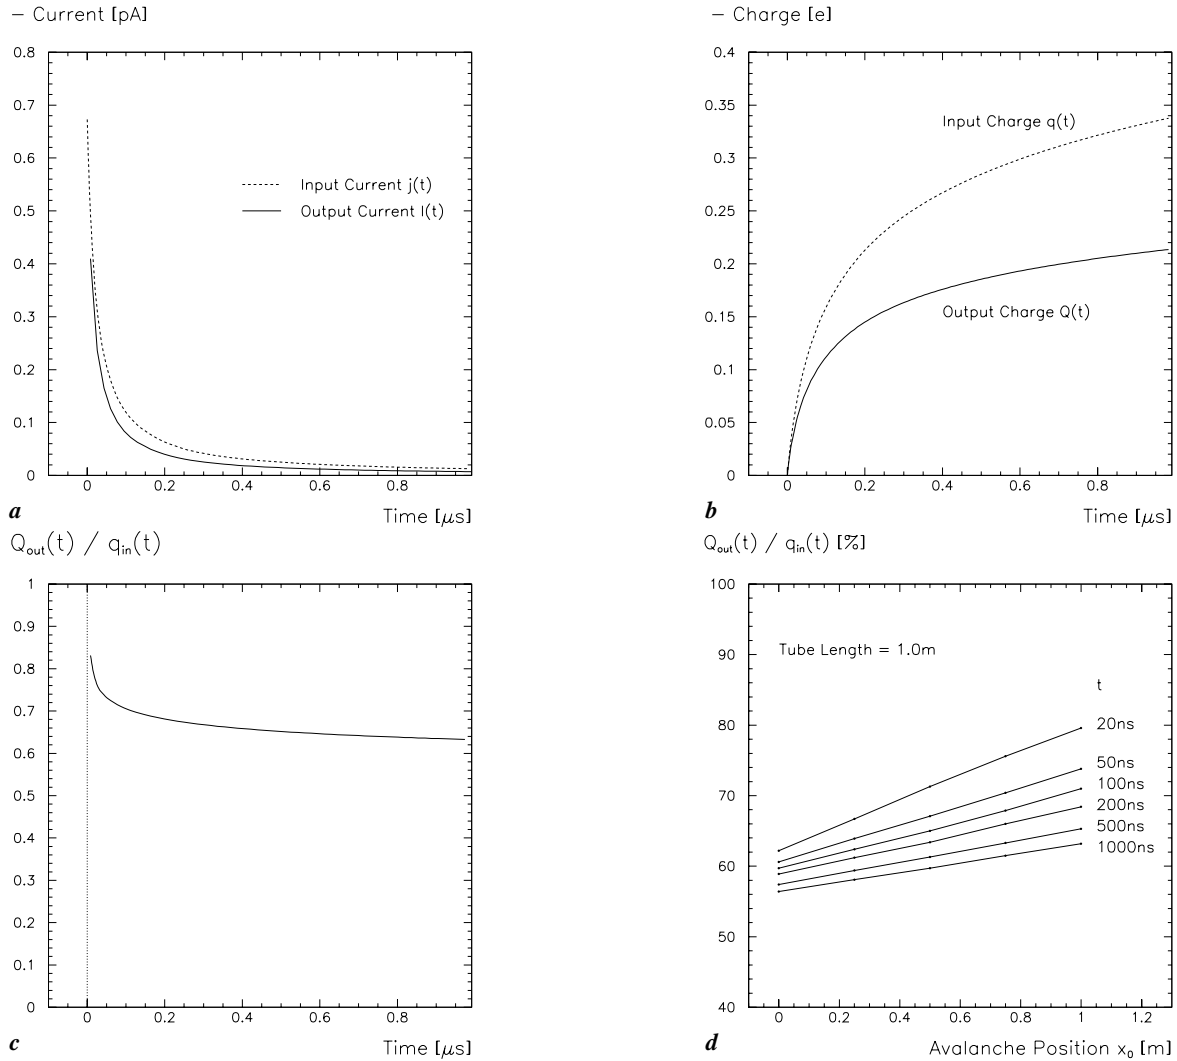 − Current [pA]
0.8
0.7
0.6
0.5
0.4
0.3
0.2
0.1
0
Input Current j(t)
Output Current I(t)
0 0.2 0.4 0.6 0.8
a
Time [μs]
− Charge [e]
0.4
0.35
0.3
0.25
0.2
0.15
0.1
0.05
0
Input Charge q(t)
Output Charge Q(t)
0 0.2 0.4 0.6 0.8
b
Time [μs]
Qout(t) / qin(t)
1
0.9
0.8
0.7
0.6
0.5
0.4
0.3
0.2
0.1
0
0 0.2 0.4 0.6 0.8
c
Time [μs]
Qout(t) / qin(t) [%]
100
90
80
70
60
50
40
Tube Length = 1.0m
t
20ns
50ns
100ns
200ns
500ns
1000ns
0 0.2 0.4 0.6 0.8 1 1.2
d
Avalanche Position x0 [m]